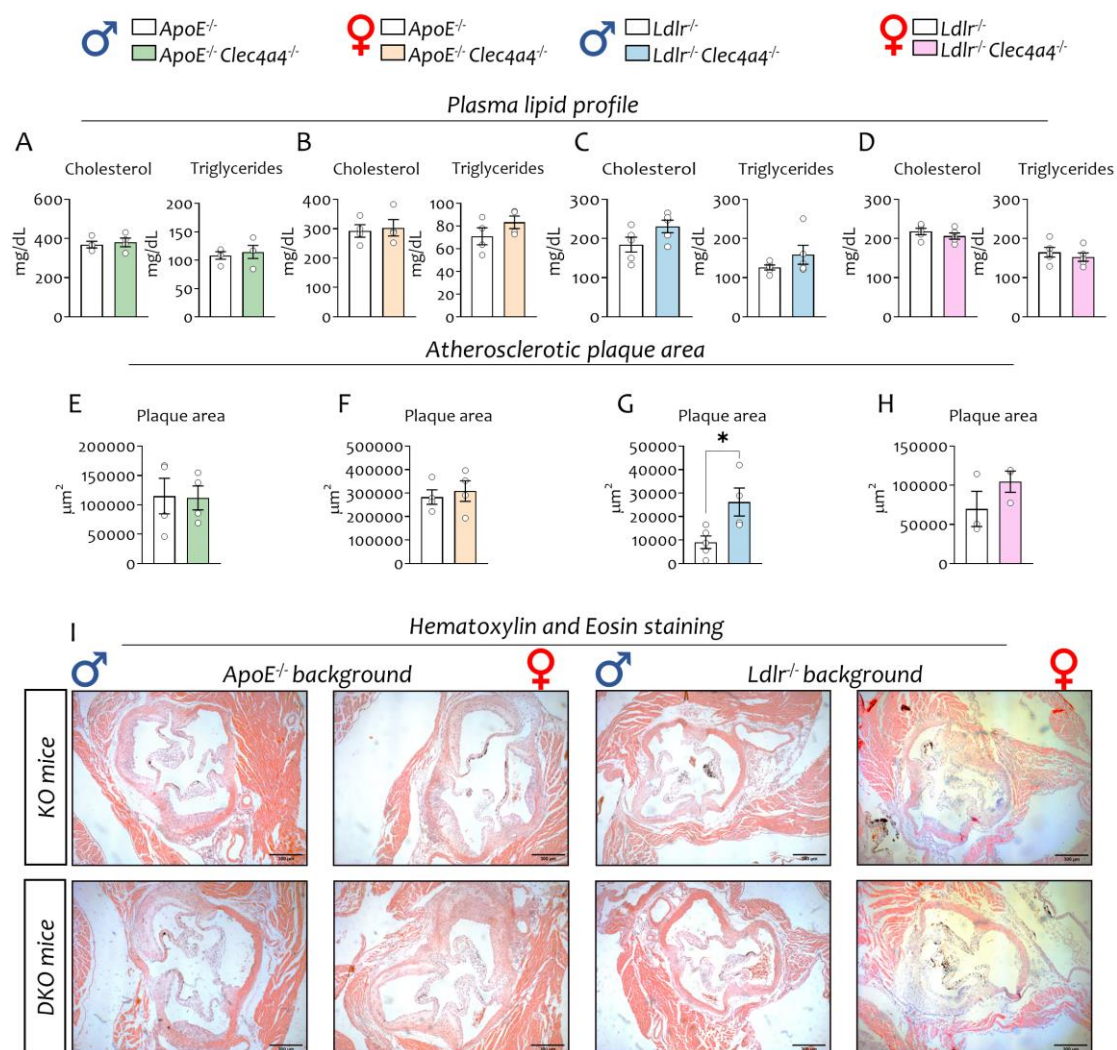 ♂ ApoE-/- ♀ ApoE-/- ♂ Ldlr-/- ♀ Ldlr-/-
ApoE-/- Clec4a4-/- ApoE-/- Clec4a4-/- Ldlr-/- Clec4a4-/- Ldlr-/- Clec4a4-/-
Plasma lipid profile
A B C D
Cholesterol Triglycerides Cholesterol Triglycerides Cholesterol Triglycerides Cholesterol Triglycerides
mg/dL 600 400 200 0
mg/dL 200 150 100 50 0
mg/dL 400 300 200 100 0
mg/dL 100 80 60 40 20 0
mg/dL 300 200 100 0
mg/dL 300 200 100 0
mg/dL 300 200 100 0
mg/dL 300 200 100 0
Atherosclerotic plaque area
E F G H
Plaque area Plaque area Plaque area Plaque area
µm² 200000 150000 100000 50000 0
µm² 500000 400000 300000 200000 100000 0
µm² 50000 40000 30000 20000 10000 0
*
µm² 150000 100000 50000 0
I
Hematoxylin and Eosin staining
♂ ApoE-/- background ♀ ♂ Ldlr-/- background ♀
KO mice
DKO mice